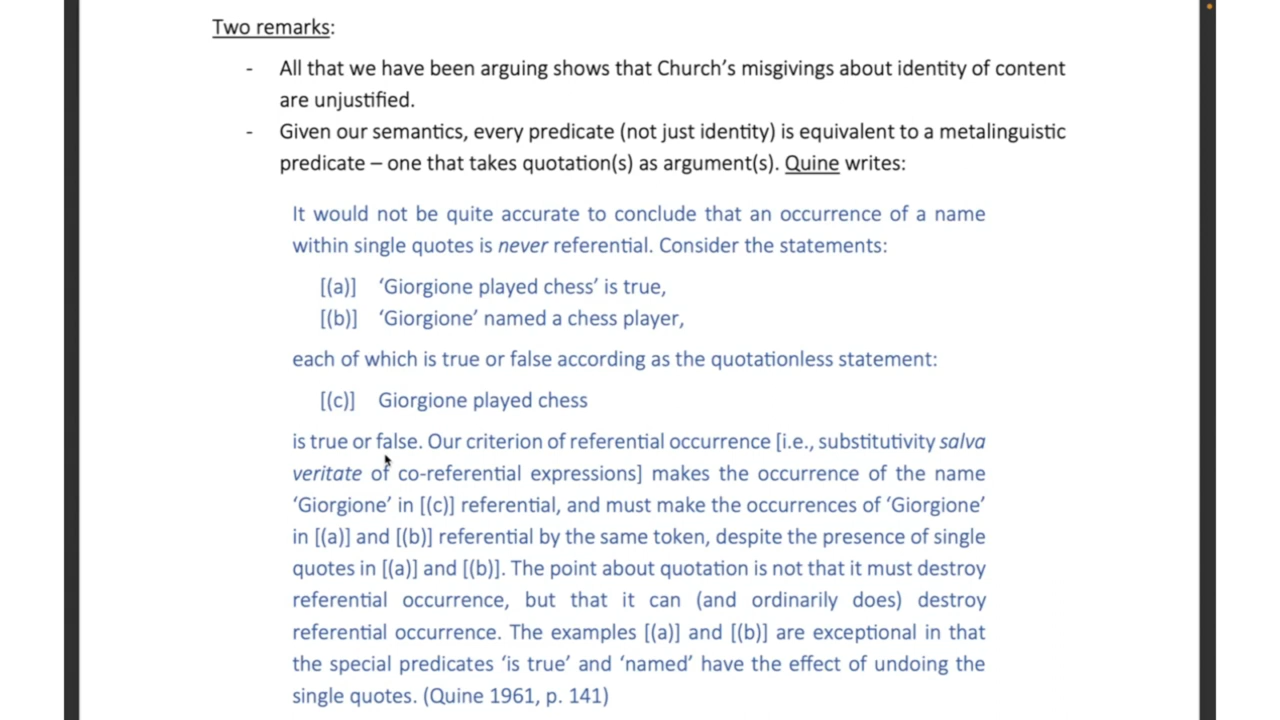 Two remarks:
- All that we have been arguing shows that Church’s misgivings about identity of content
are unjustified.
- Given our semantics, every predicate (not just identity) is equivalent to a metalinguistic
predicate – one that takes quotation(s) as argument(s). Quine writes:
It would not be quite accurate to conclude that an occurrence of a name
within single quotes is never referential. Consider the statements:
[(a)] ‘Giorgione played chess’ is true,
[(b)] ‘Giorgione’ named a chess player,
each of which is true or false according as the quotationless statement:
[(c)] Giorgione played chess
is true or false. Our criterion of referential occurrence [i.e., substitutivity salva
veritate of co-referential expressions] makes the occurrence of the name
‘Giorgione’ in [(c)] referential, and must make the occurrences of ‘Giorgione’
in [(a)] and [(b)] referential by the same token, despite the presence of single
quotes in [(a)] and [(b)]. The point about quotation is not that it must destroy
referential occurrence, but that it can (and ordinarily does) destroy
referential occurrence. The examples [(a)] and [(b)] are exceptional in that
the special predicates ‘is true’ and ‘named’ have the effect of undoing the
single quotes. (Quine 1961, p. 141)